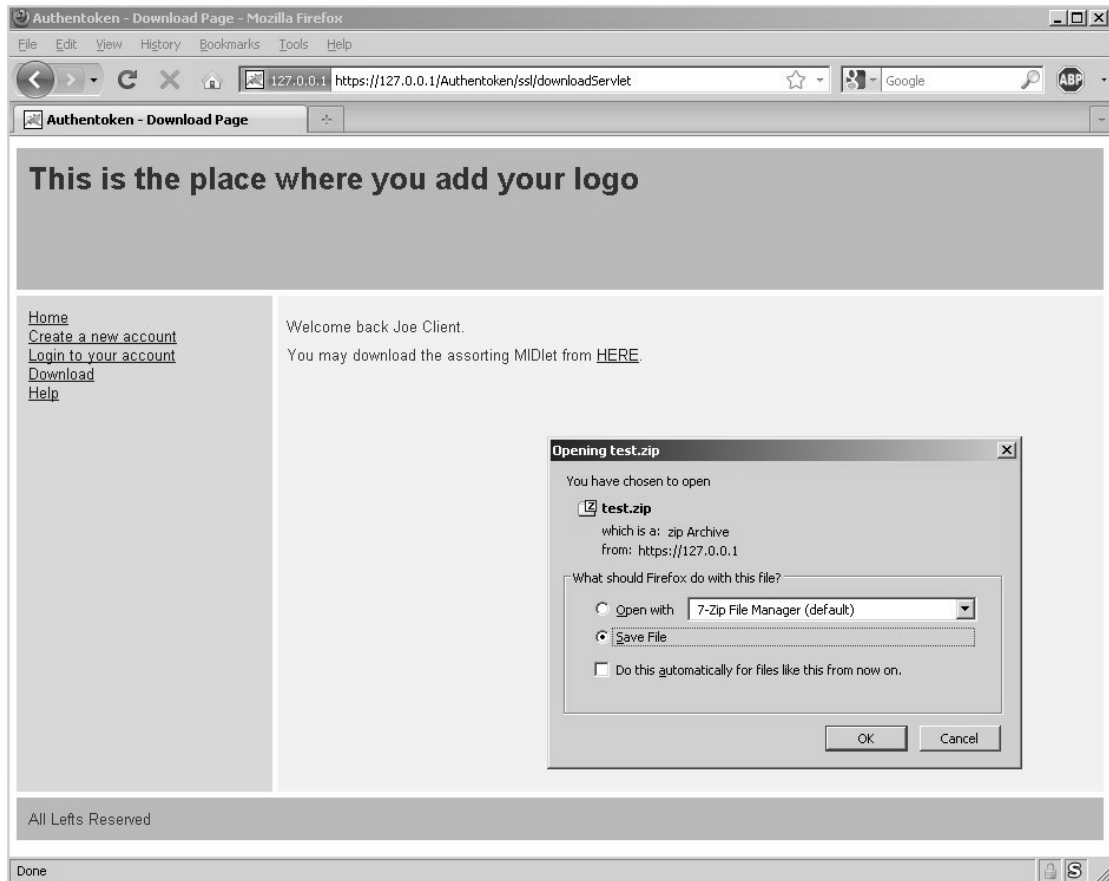 Authentoken - Download Page - Mozilla Firefox
File Edit View History Bookmarks Tools Help
127.0.0.1 https://127.0.0.1/Authentoken/ssl/downloadServlet Google ABP
Authentoken - Download Page
This is the place where you add your logo
Home
Create a new account
Login to your account
Download
Help
Welcome back Joe Client.
You may download the assorting MIDlet from HERE.
Opening test.zip
You have chosen to open
test.zip
which is a: zip Archive
from: https://127.0.0.1
What should Firefox do with this file?
Open with 7-Zip File Manager (default)
Save File
Do this automatically for files like this from now on.
OK Cancel
All Lefts Reserved
Done S